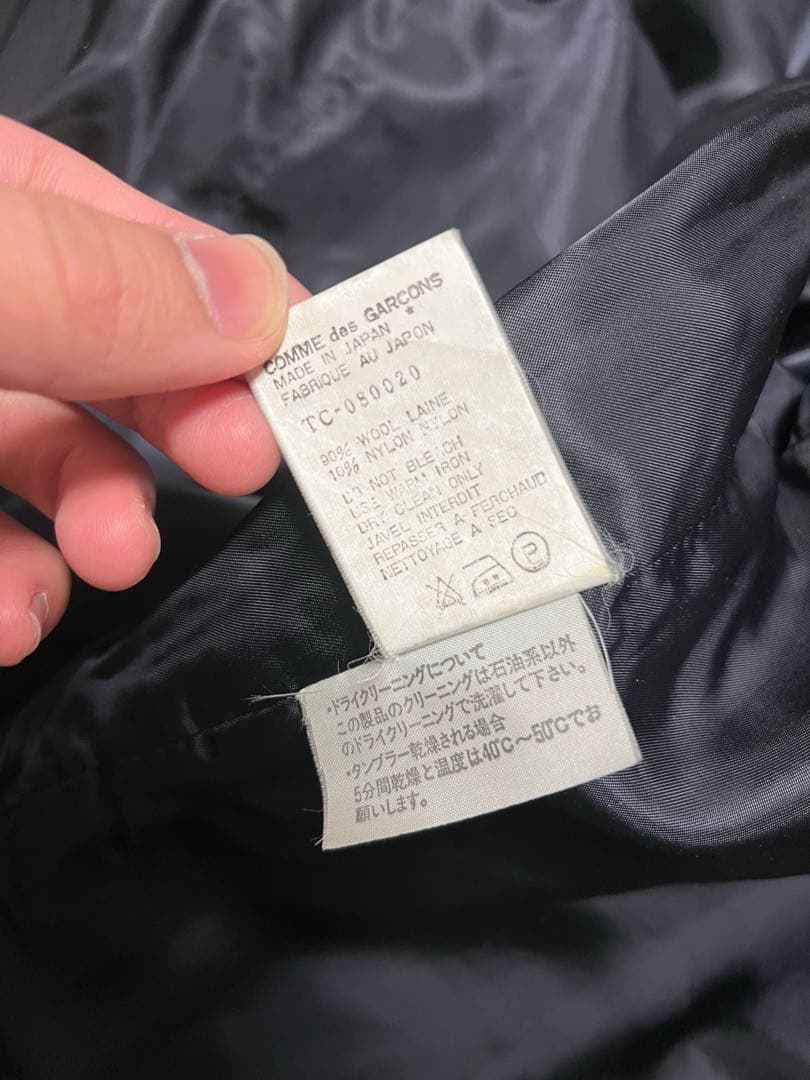 COMME des GARCONS *
MADE IN JAPAN
FABRIQUE AU JAPON
TC-080020
90% WOOL LAINE
10% NYLON NYLON
DO NOT BLEACH
USE WARM IRON
DRY CLEAN ONLY
JAVEL INTERDIT
REPASSER A FERCHAUD
NETTOYAGE A SEC
P
・ドライクリーニングについて
この製品のクリーニングは石油系以外
のドライクリーニングで洗濯して下さい。
・タンブラー乾燥される場合
5分間乾燥と温度は40℃〜50℃でお
願いします。